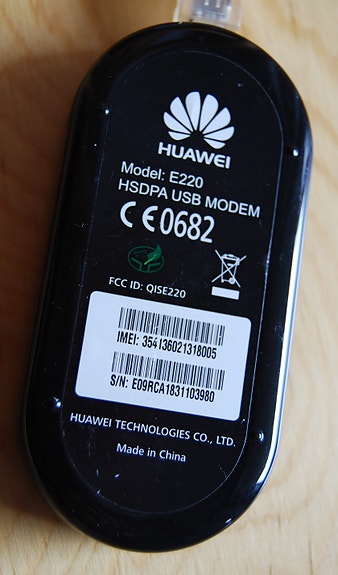 HUAWEI
Model: E220
HSDPA USB MODEM
CE0682
FCC ID: QISE220
IMEI: 354136021318005
S/N: E09RCA1831103980
HUAWEI TECHNOLOGIES CO., LTD.
Made in China